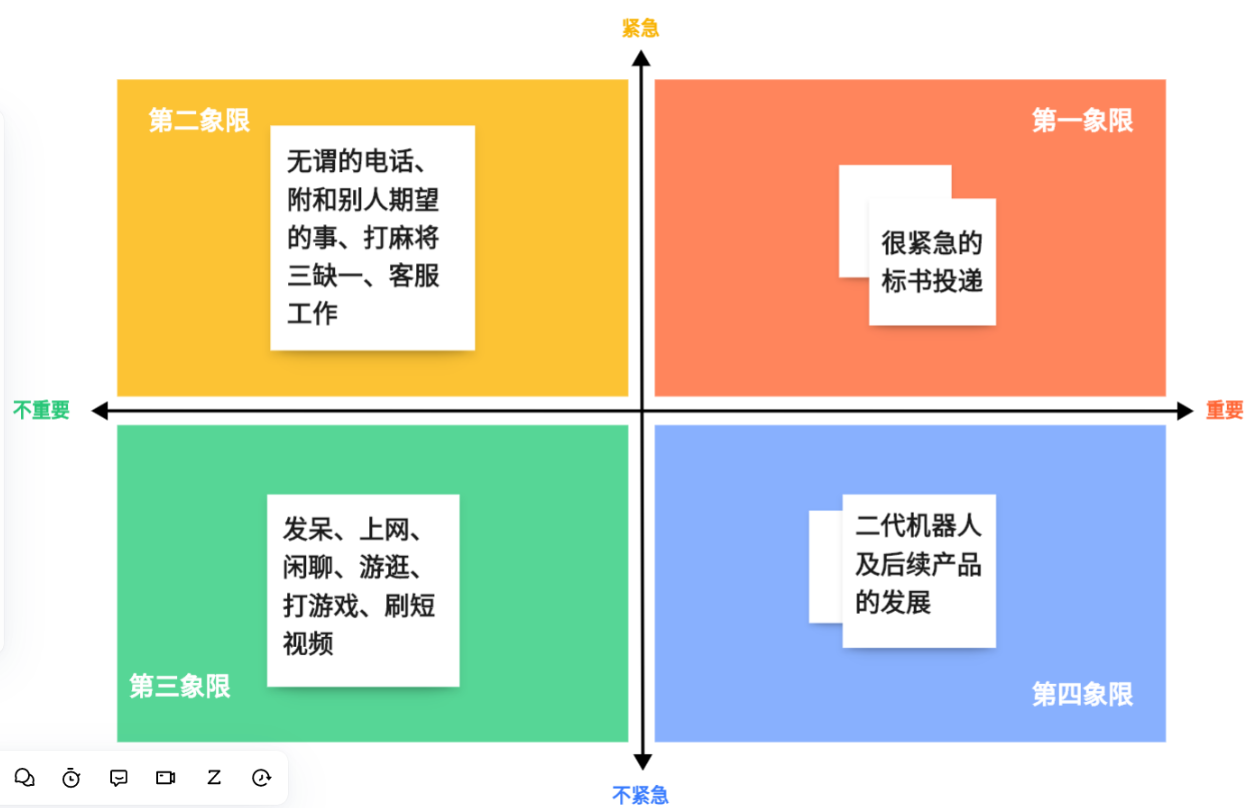 紧急
第二象限
无谓的电话、
附和别人期望
的事、打麻将
三缺一、客服
工作
第一象限
很紧急的
标书投递
不重要
重要
发呆、上网、
闲聊、游逛、
打游戏、刷短
视频
第三象限
二代机器人
及后续产品
的发展
第四象限
不紧急